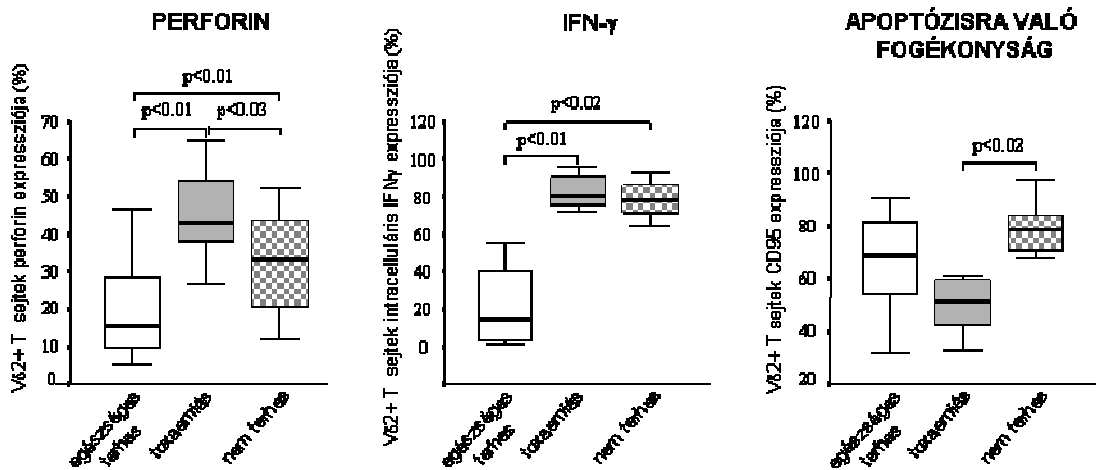 PERFORIN
Vδ2+ T sejtek perforin expressziója (%)
p<0.01
p<0.01
p<0.03
70
60
50
40
30
20
10
0
egészséges
terhes
toxaemiás
nem terhes
IFN-γ
Vδ2+ T sejtek intracelluláris IFNγ expressziója (%)
p<0.02
p<0.01
120
100
80
60
40
20
0
egészséges
terhes
toxaemiás
nem terhes
APOPTÓZISRA VALÓ
FOGÉKONYSÁG
Vδ2+ T sejtek CD95 expressziója (%)
p<0.02
120
100
80
60
40
20
egészséges
terhes
toxaemiás
nem terhes